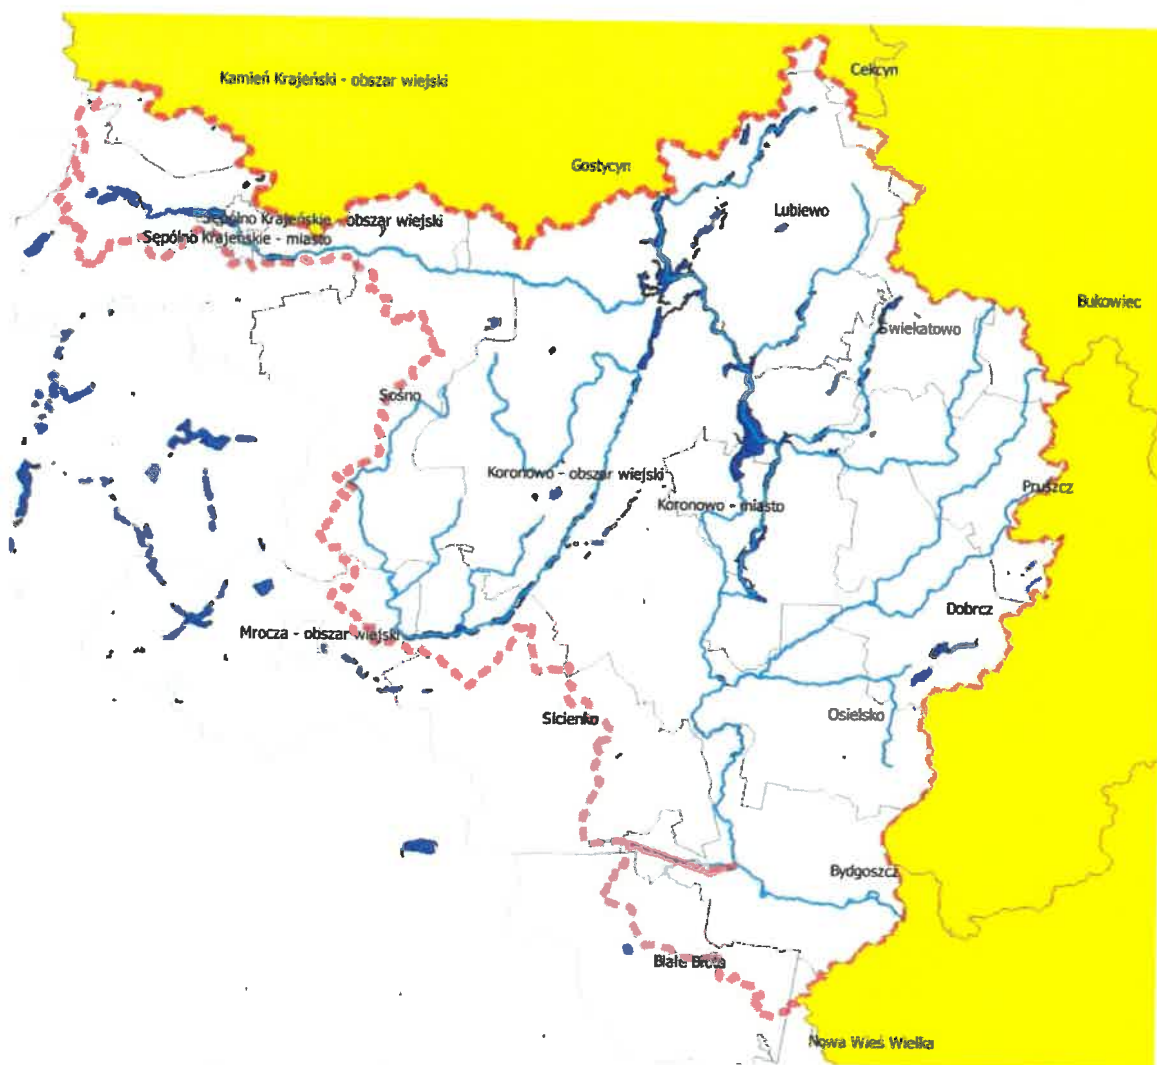 Cekcyn
Kamień Krajeński - obszar wiejski
Gostycyn
Lubiewo
Sępólno Krajeńskie - obszar wiejski
Sępólno Krajeńskie - miasto
Bukowiec
Świekatowo
Sośno
Koronowo - obszar wiejski
Pruszcz
Koronowo - miasto
Dobrcz
Mrocza - obszar wiejski
Osielsko
Sicienko
Bydgoszcz
Białe Błota
Nowa Wieś Wielka